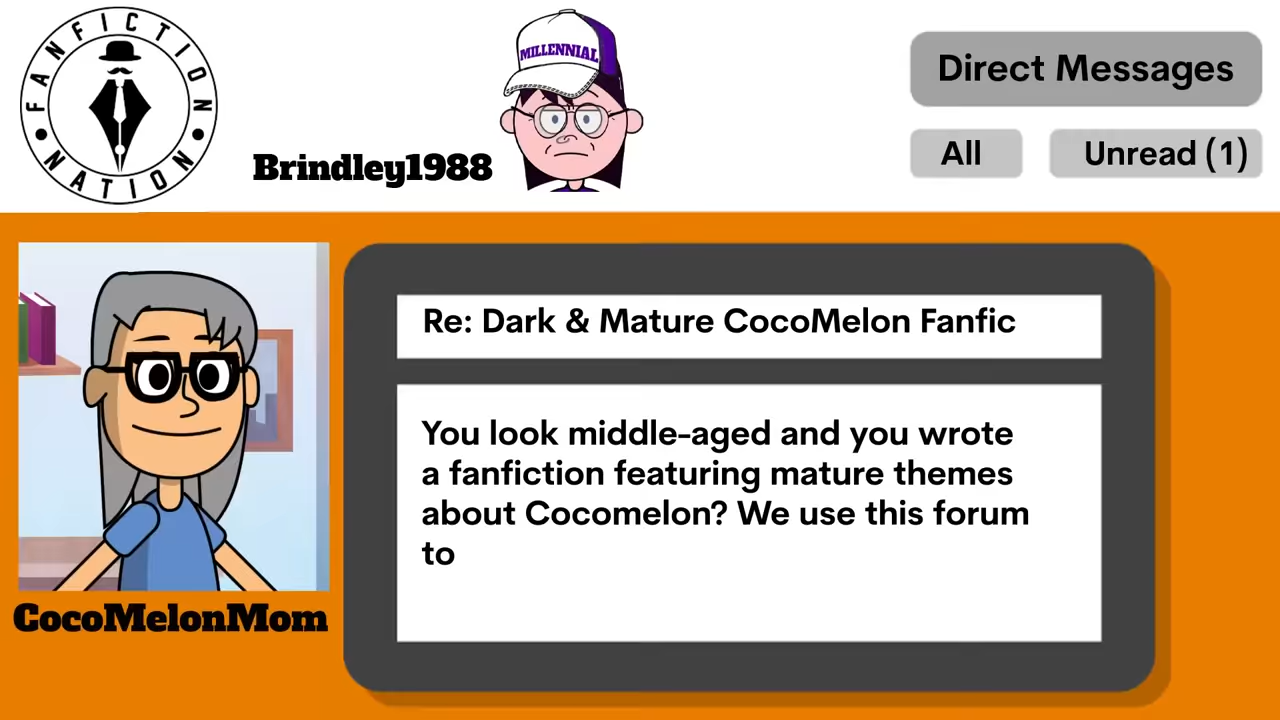 FANFICTION
NATION
Brindley1988
MILLENNIAL
Direct Messages
All
Unread (1)
Re: Dark & Mature CocoMelon Fanfic
You look middle-aged and you wrote
a fanfiction featuring mature themes
about Cocomelon? We use this forum
to
CocoMelonMom